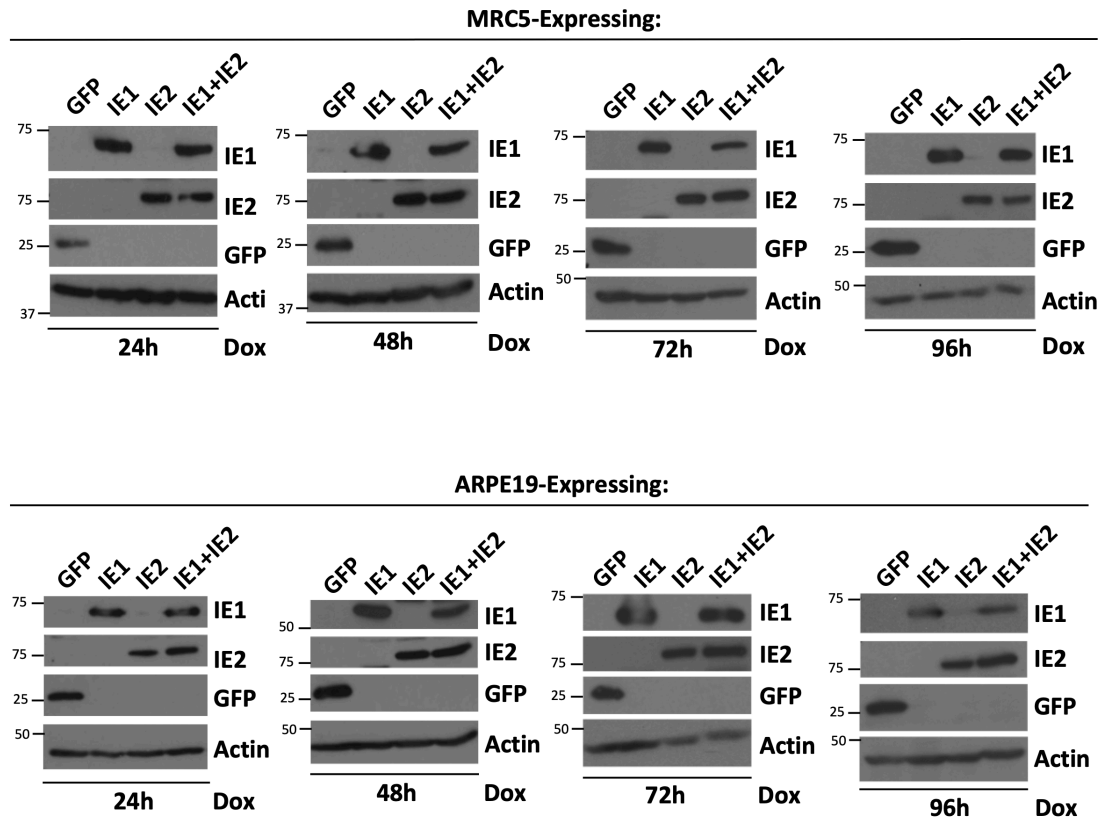 MRC5-Expressing:
GFP IE1 IE2 IE1+IE2 GFP IE1 IE2 IE1+IE2 GFP IE1 IE2 IE1+IE2 GFP IE1 IE2 IE1+IE2
75 IE1 75 IE1 75 IE1 75 IE1
75 IE2 75 IE2 75 IE2 75 IE2
25 GFP 25 GFP 25 GFP 25 GFP
37 Acti 37 Actin 50 Actin 50 Actin
24h Dox 48h Dox 72h Dox 96h Dox
ARPE19-Expressing:
GFP IE1 IE2 IE1+IE2 GFP IE1 IE2 IE1+IE2 GFP IE1 IE2 IE1+IE2 GFP IE1 IE2 IE1+IE2
75 IE1 50 IE1 75 IE1 75 IE1
75 IE2 75 IE2 75 IE2 75 IE2
25 GFP 25 GFP 25 GFP 25 GFP
50 Actin 50 Actin 50 Actin 50 Actin
24h Dox 48h Dox 72h Dox 96h Dox